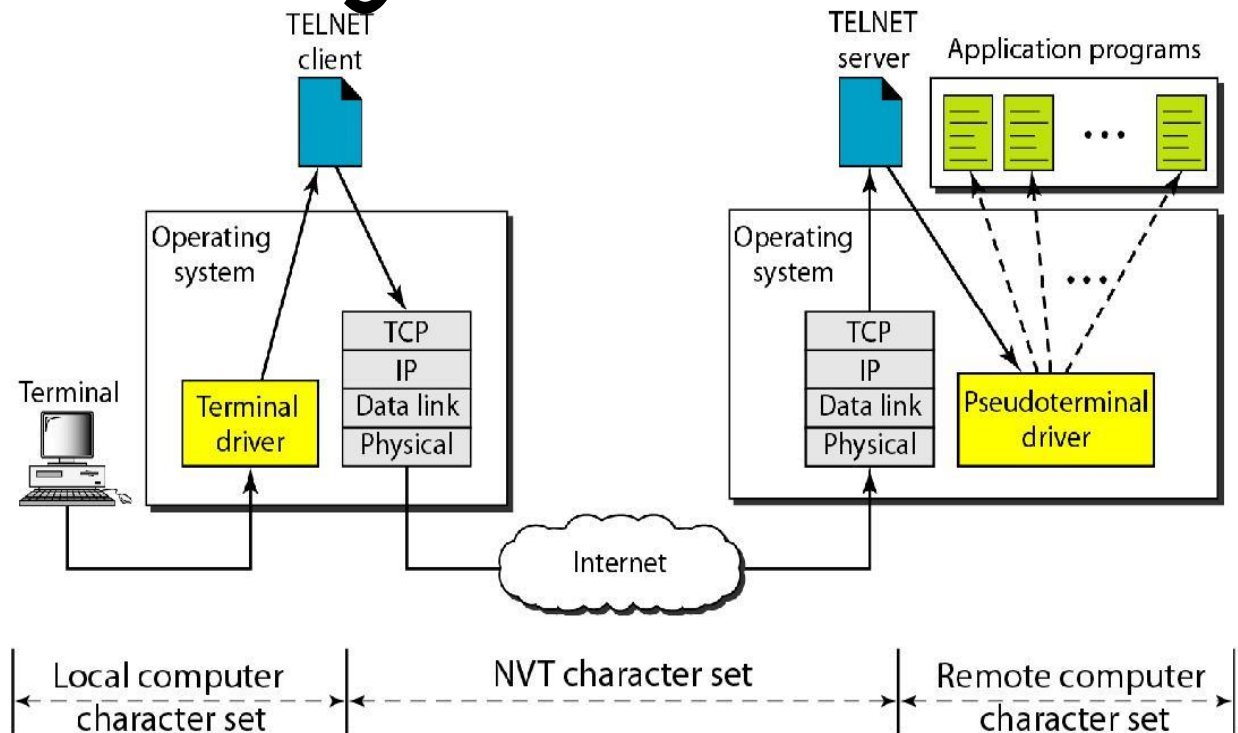 TELNET
client
TELNET
server
Application programs
Operating
system
Operating
system
TCP
IP
Data link
Physical
TCP
IP
Data link
Physical
Terminal
Terminal
driver
Pseudoterminal
driver
Internet
Local computer
character set
NVT character set
Remote computer
character set